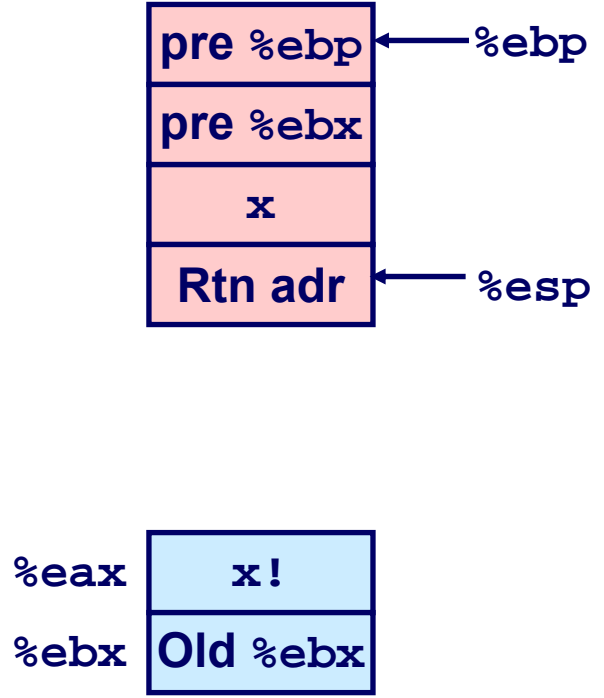 pre %ebp %ebp
pre %ebx
x
Rtn adr %esp
%eax x!
%ebx Old %ebx